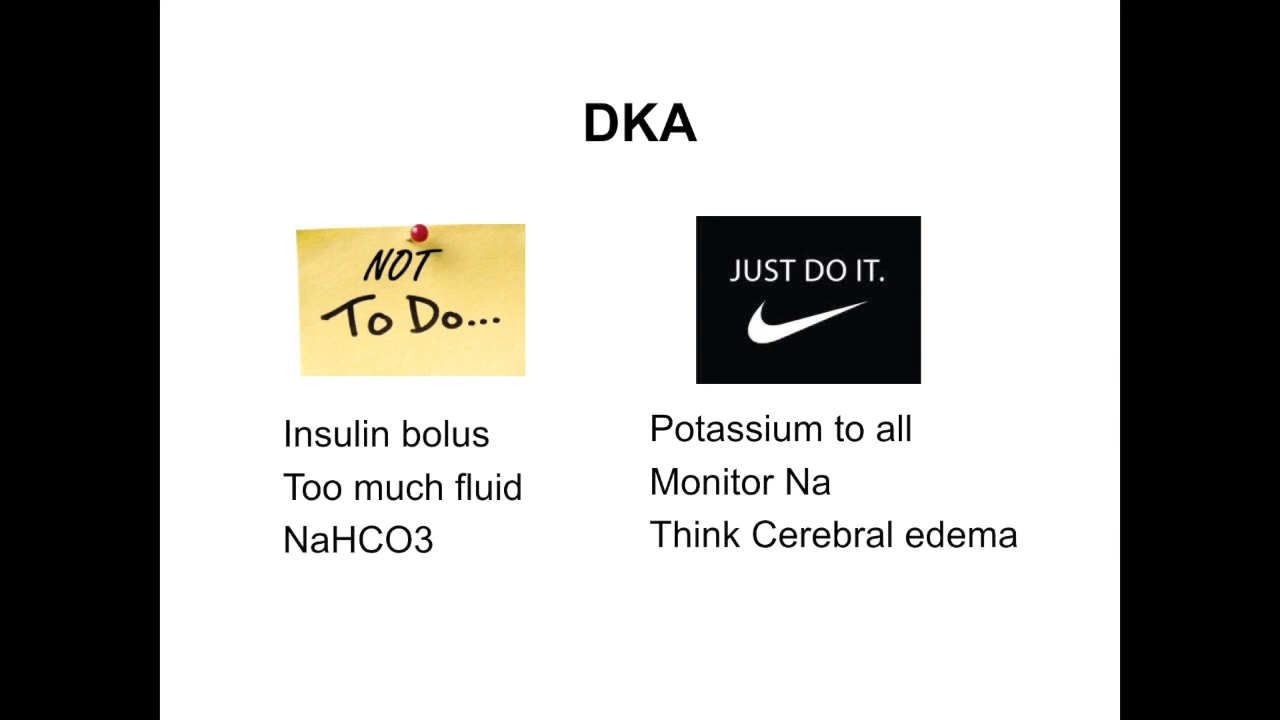 DKA
NOT
To Do...
Insulin bolus
Too much fluid
NaHCO3
JUST DO IT.
Potassium to all
Monitor Na
Think Cerebral edema